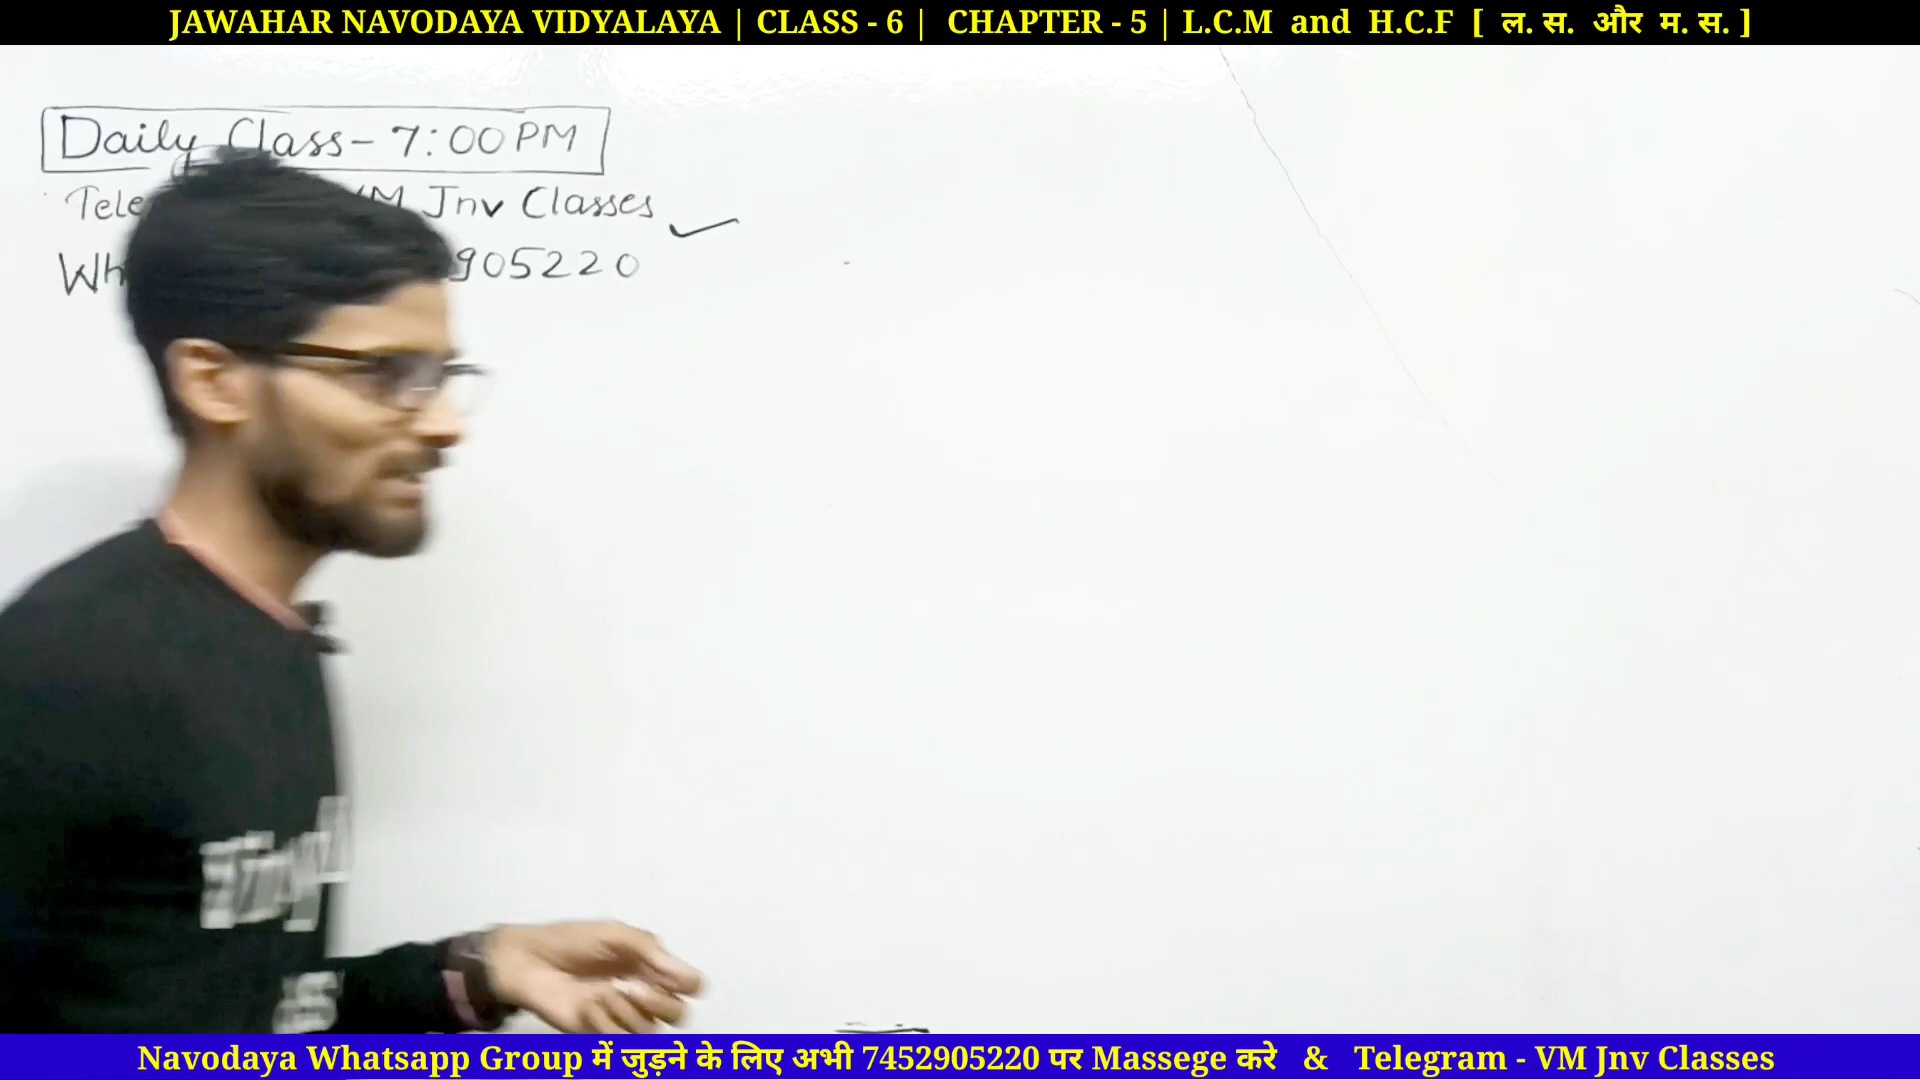 JAWAHAR NAVODAYA VIDYALAYA | CLASS - 6 | CHAPTER - 5 | L.C.M and H.C.F [ ल. स. और म. स. ]
Daily Class - 7:00 PM
Jnv Classes
905220
Navodaya Whatsapp Group में जुड़ने के लिए अभी 7452905220 पर Massege करे & Telegram - VM Jnv Classes